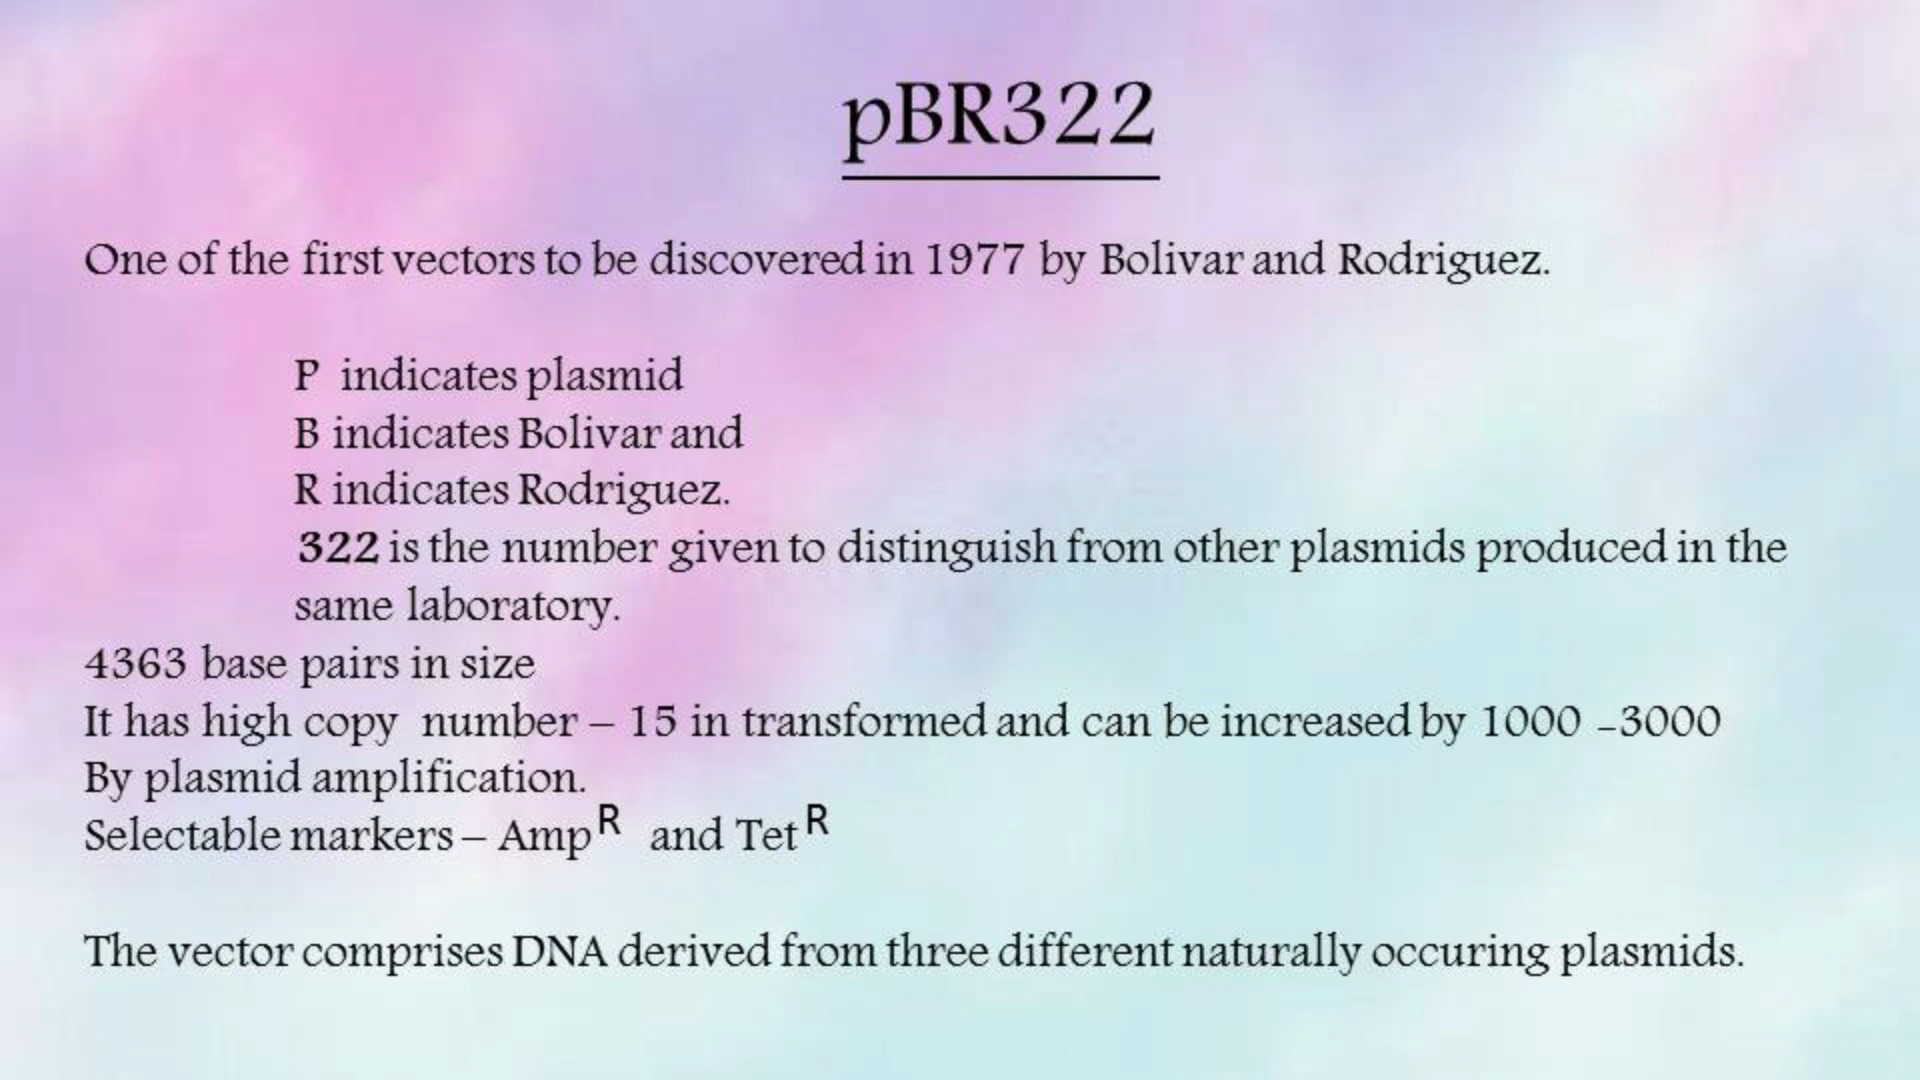 pBR322
One of the first vectors to be discovered in 1977 by Bolivar and Rodriguez.
P indicates plasmid
B indicates Bolivar and
R indicates Rodriguez.
322 is the number given to distinguish from other plasmids produced in the
same laboratory.
4363 base pairs in size
It has high copy number – 15 in transformed and can be increased by 1000 –3000
By plasmid amplification.
Selectable markers – Amp^R and Tet^R
The vector comprises DNA derived from three different naturally occuring plasmids.